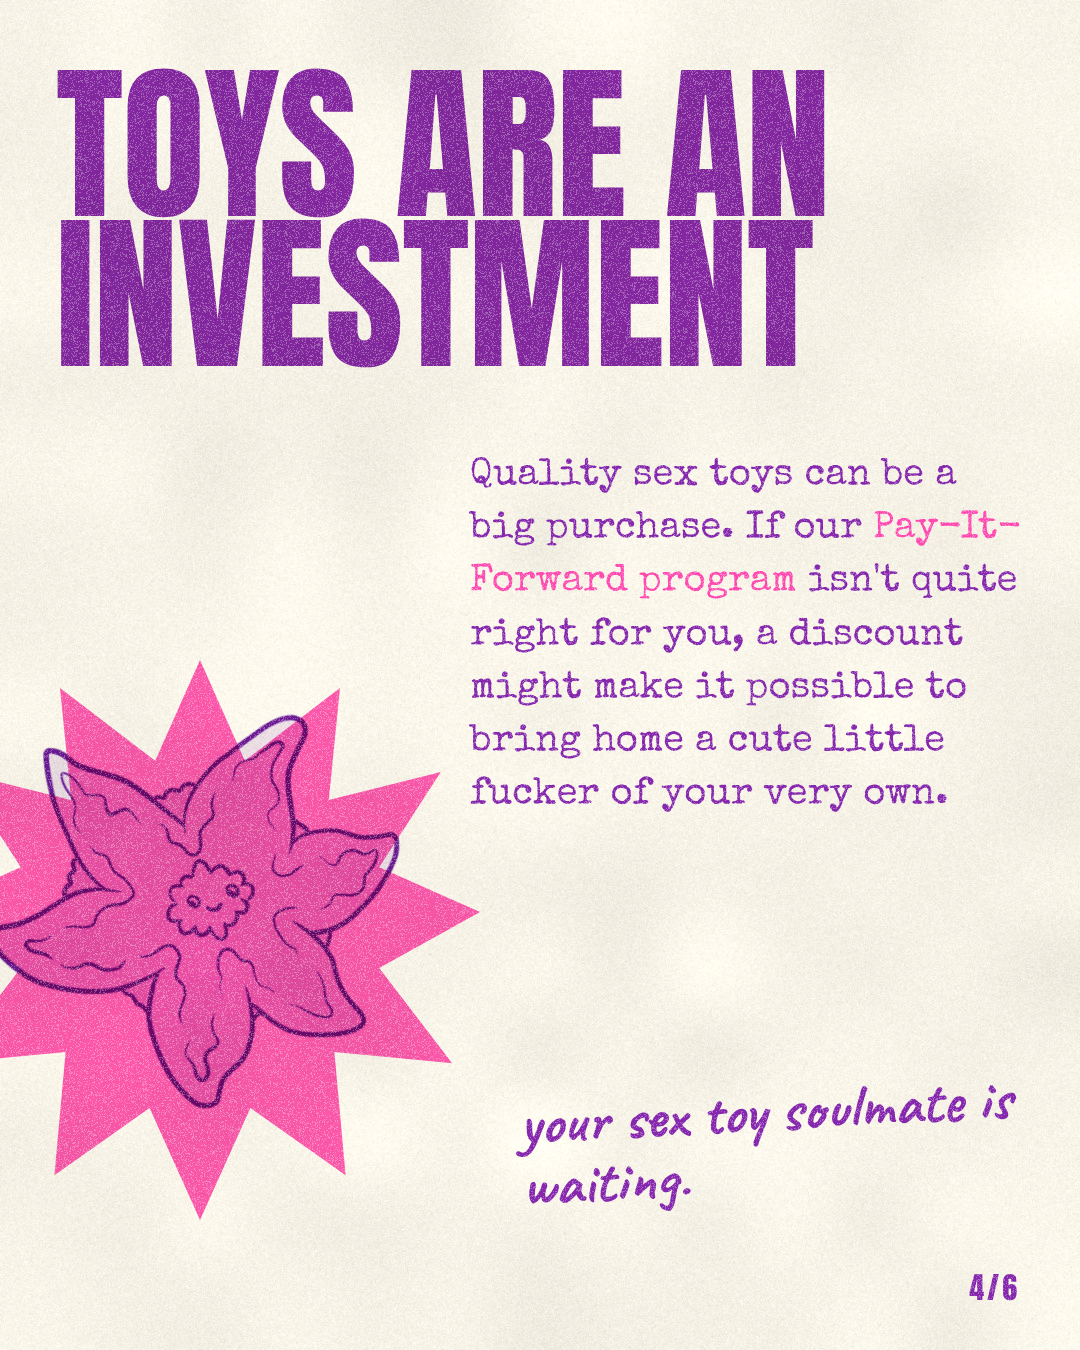 TOYS ARE AN
INVESTMENT
Quality sex toys can be a
big purchase. If our Pay-It-
Forward program isn't quite
right for you, a discount
might make it possible to
bring home a cute little
fucker of your very own.
your sex toy soulmate is
waiting.
4/6